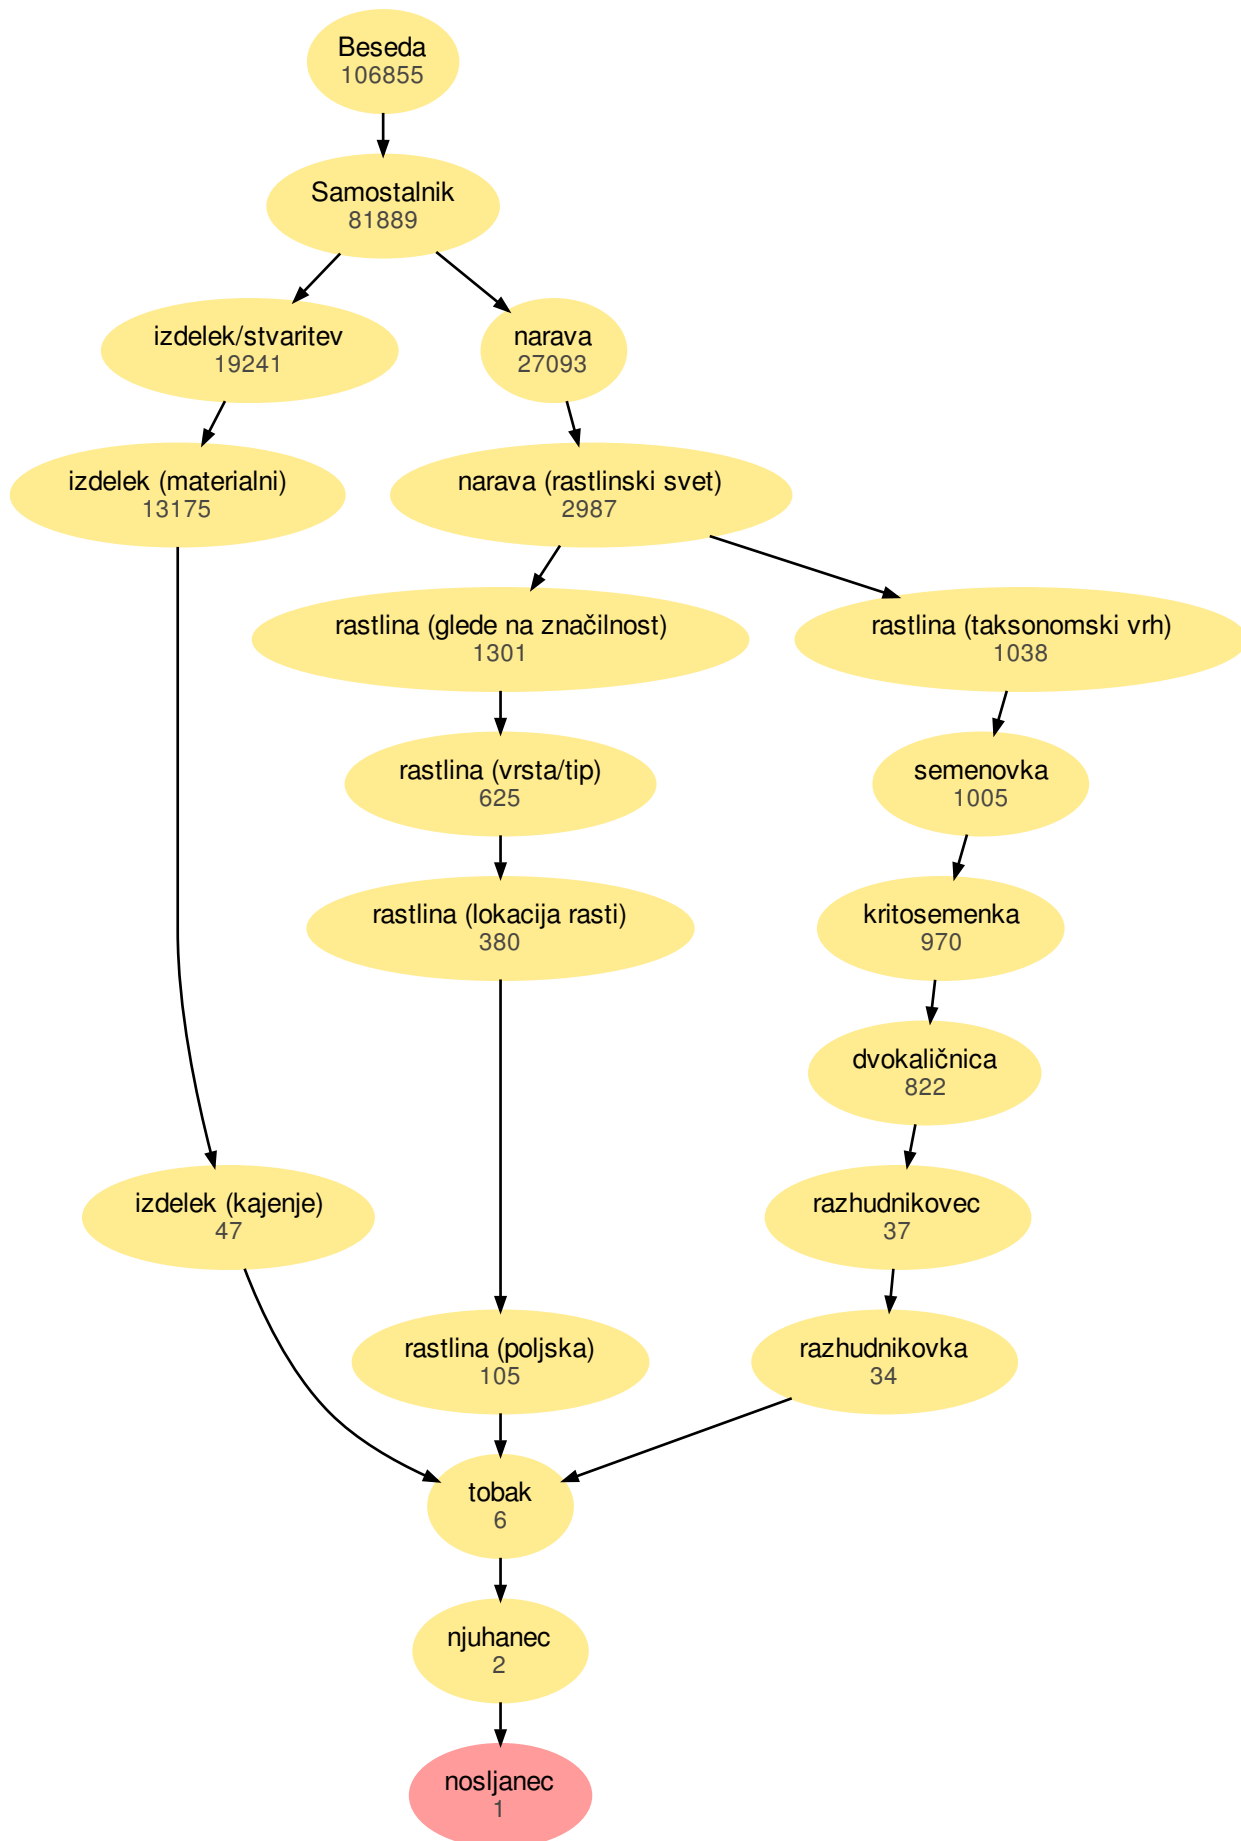 Beseda
106855
Samostalnik
81889
izdelek/stvaritev
19241
narava
27093
izdelek (materialni)
13175
narava (rastlinski svet)
2987
rastlina (glede na značilnost)
1301
rastlina (taksonomski vrh)
1038
rastlina (vrsta/tip)
625
semenovka
1005
rastlina (lokacija rasti)
380
kritosemenka
970
dvokaličnica
822
izdelek (kajenje)
47
razhudnikovec
37
rastlina (poljska)
105
razhudnikovka
34
tobak
6
njuhanec
2
nosljanec
1